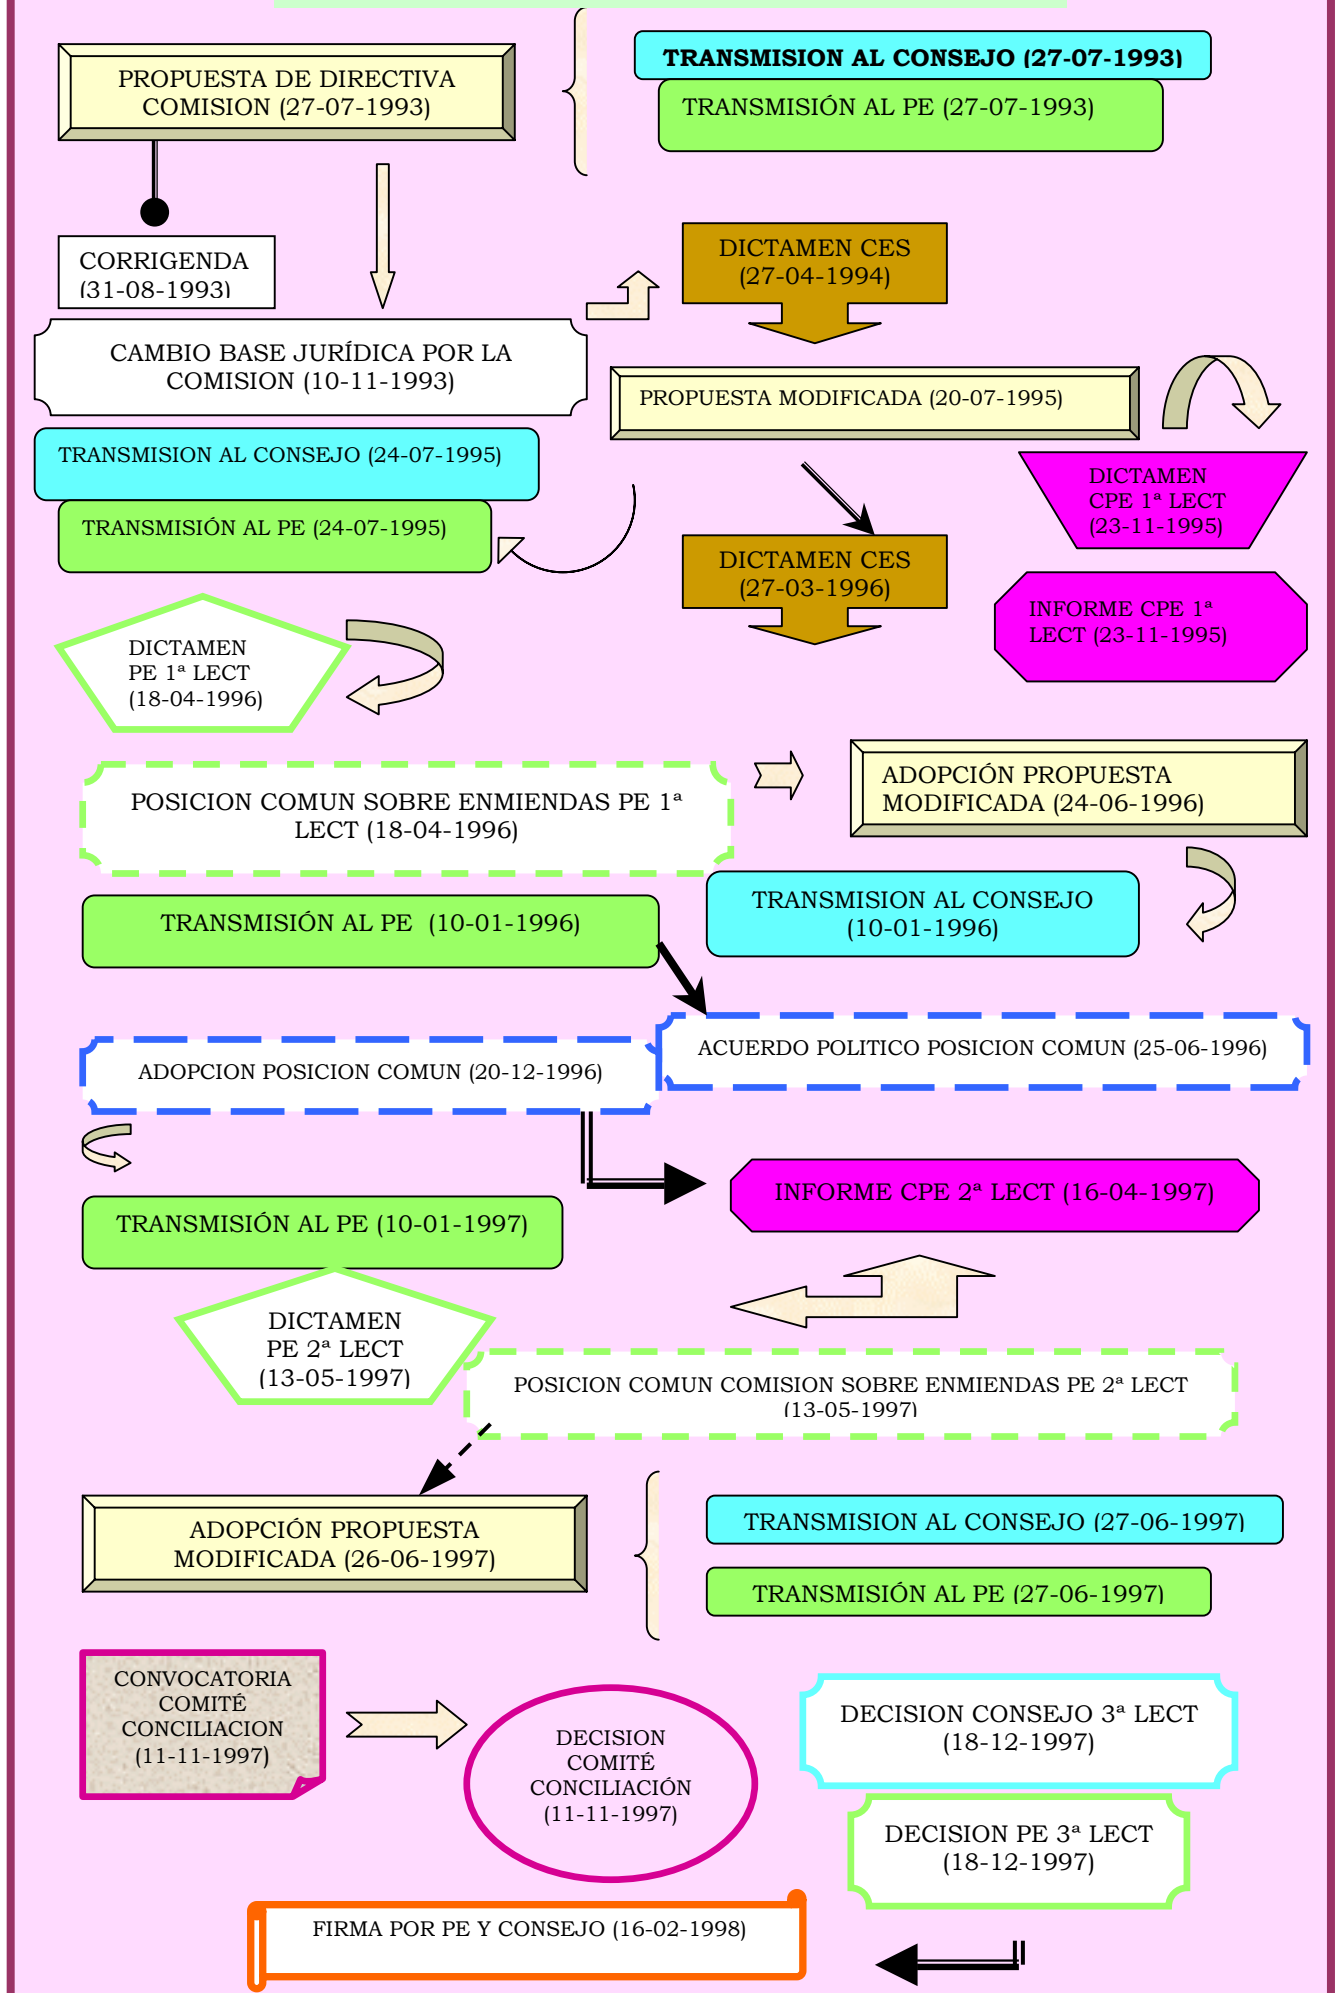 PROPUESTA DE DIRECTIVA
COMISION (27-07-1993)
TRANSMISION AL CONSEJO (27-07-1993)
TRANSMISIÓN AL PE (27-07-1993)
CORRIGENDA
(31-08-1993)
DICTAMEN CES
(27-04-1994)
CAMBIO BASE JURÍDICA POR LA
COMISION (10-11-1993)
PROPUESTA MODIFICADA (20-07-1995)
TRANSMISION AL CONSEJO (24-07-1995)
TRANSMISIÓN AL PE (24-07-1995)
DICTAMEN
CPE 1ª LECT
(23-11-1995)
DICTAMEN CES
(27-03-1996)
INFORME CPE 1ª
LECT (23-11-1995)
DICTAMEN
PE 1ª LECT
(18-04-1996)
POSICION COMUN SOBRE ENMIENDAS PE 1ª
LECT (18-04-1996)
ADOPCIÓN PROPUESTA
MODIFICADA (24-06-1996)
TRANSMISIÓN AL PE  (10-01-1996)
TRANSMISION AL CONSEJO
(10-01-1996)
ACUERDO POLITICO POSICION COMUN (25-06-1996)
ADOPCION POSICION COMUN (20-12-1996)
INFORME CPE 2ª LECT (16-04-1997)
TRANSMISIÓN AL PE (10-01-1997)
DICTAMEN
PE 2ª LECT
(13-05-1997)
POSICION COMUN COMISION SOBRE ENMIENDAS PE 2ª LECT
(13-05-1997)
ADOPCIÓN PROPUESTA
MODIFICADA (26-06-1997)
TRANSMISION AL CONSEJO (27-06-1997)
TRANSMISIÓN AL PE (27-06-1997)
CONVOCATORIA
COMITÉ
CONCILIACION
(11-11-1997)
DECISION
COMITÉ
CONCILIACIÓN
(11-11-1997)
DECISION CONSEJO 3ª LECT
(18-12-1997)
DECISION PE 3ª LECT
(18-12-1997)
FIRMA POR PE Y CONSEJO (16-02-1998)